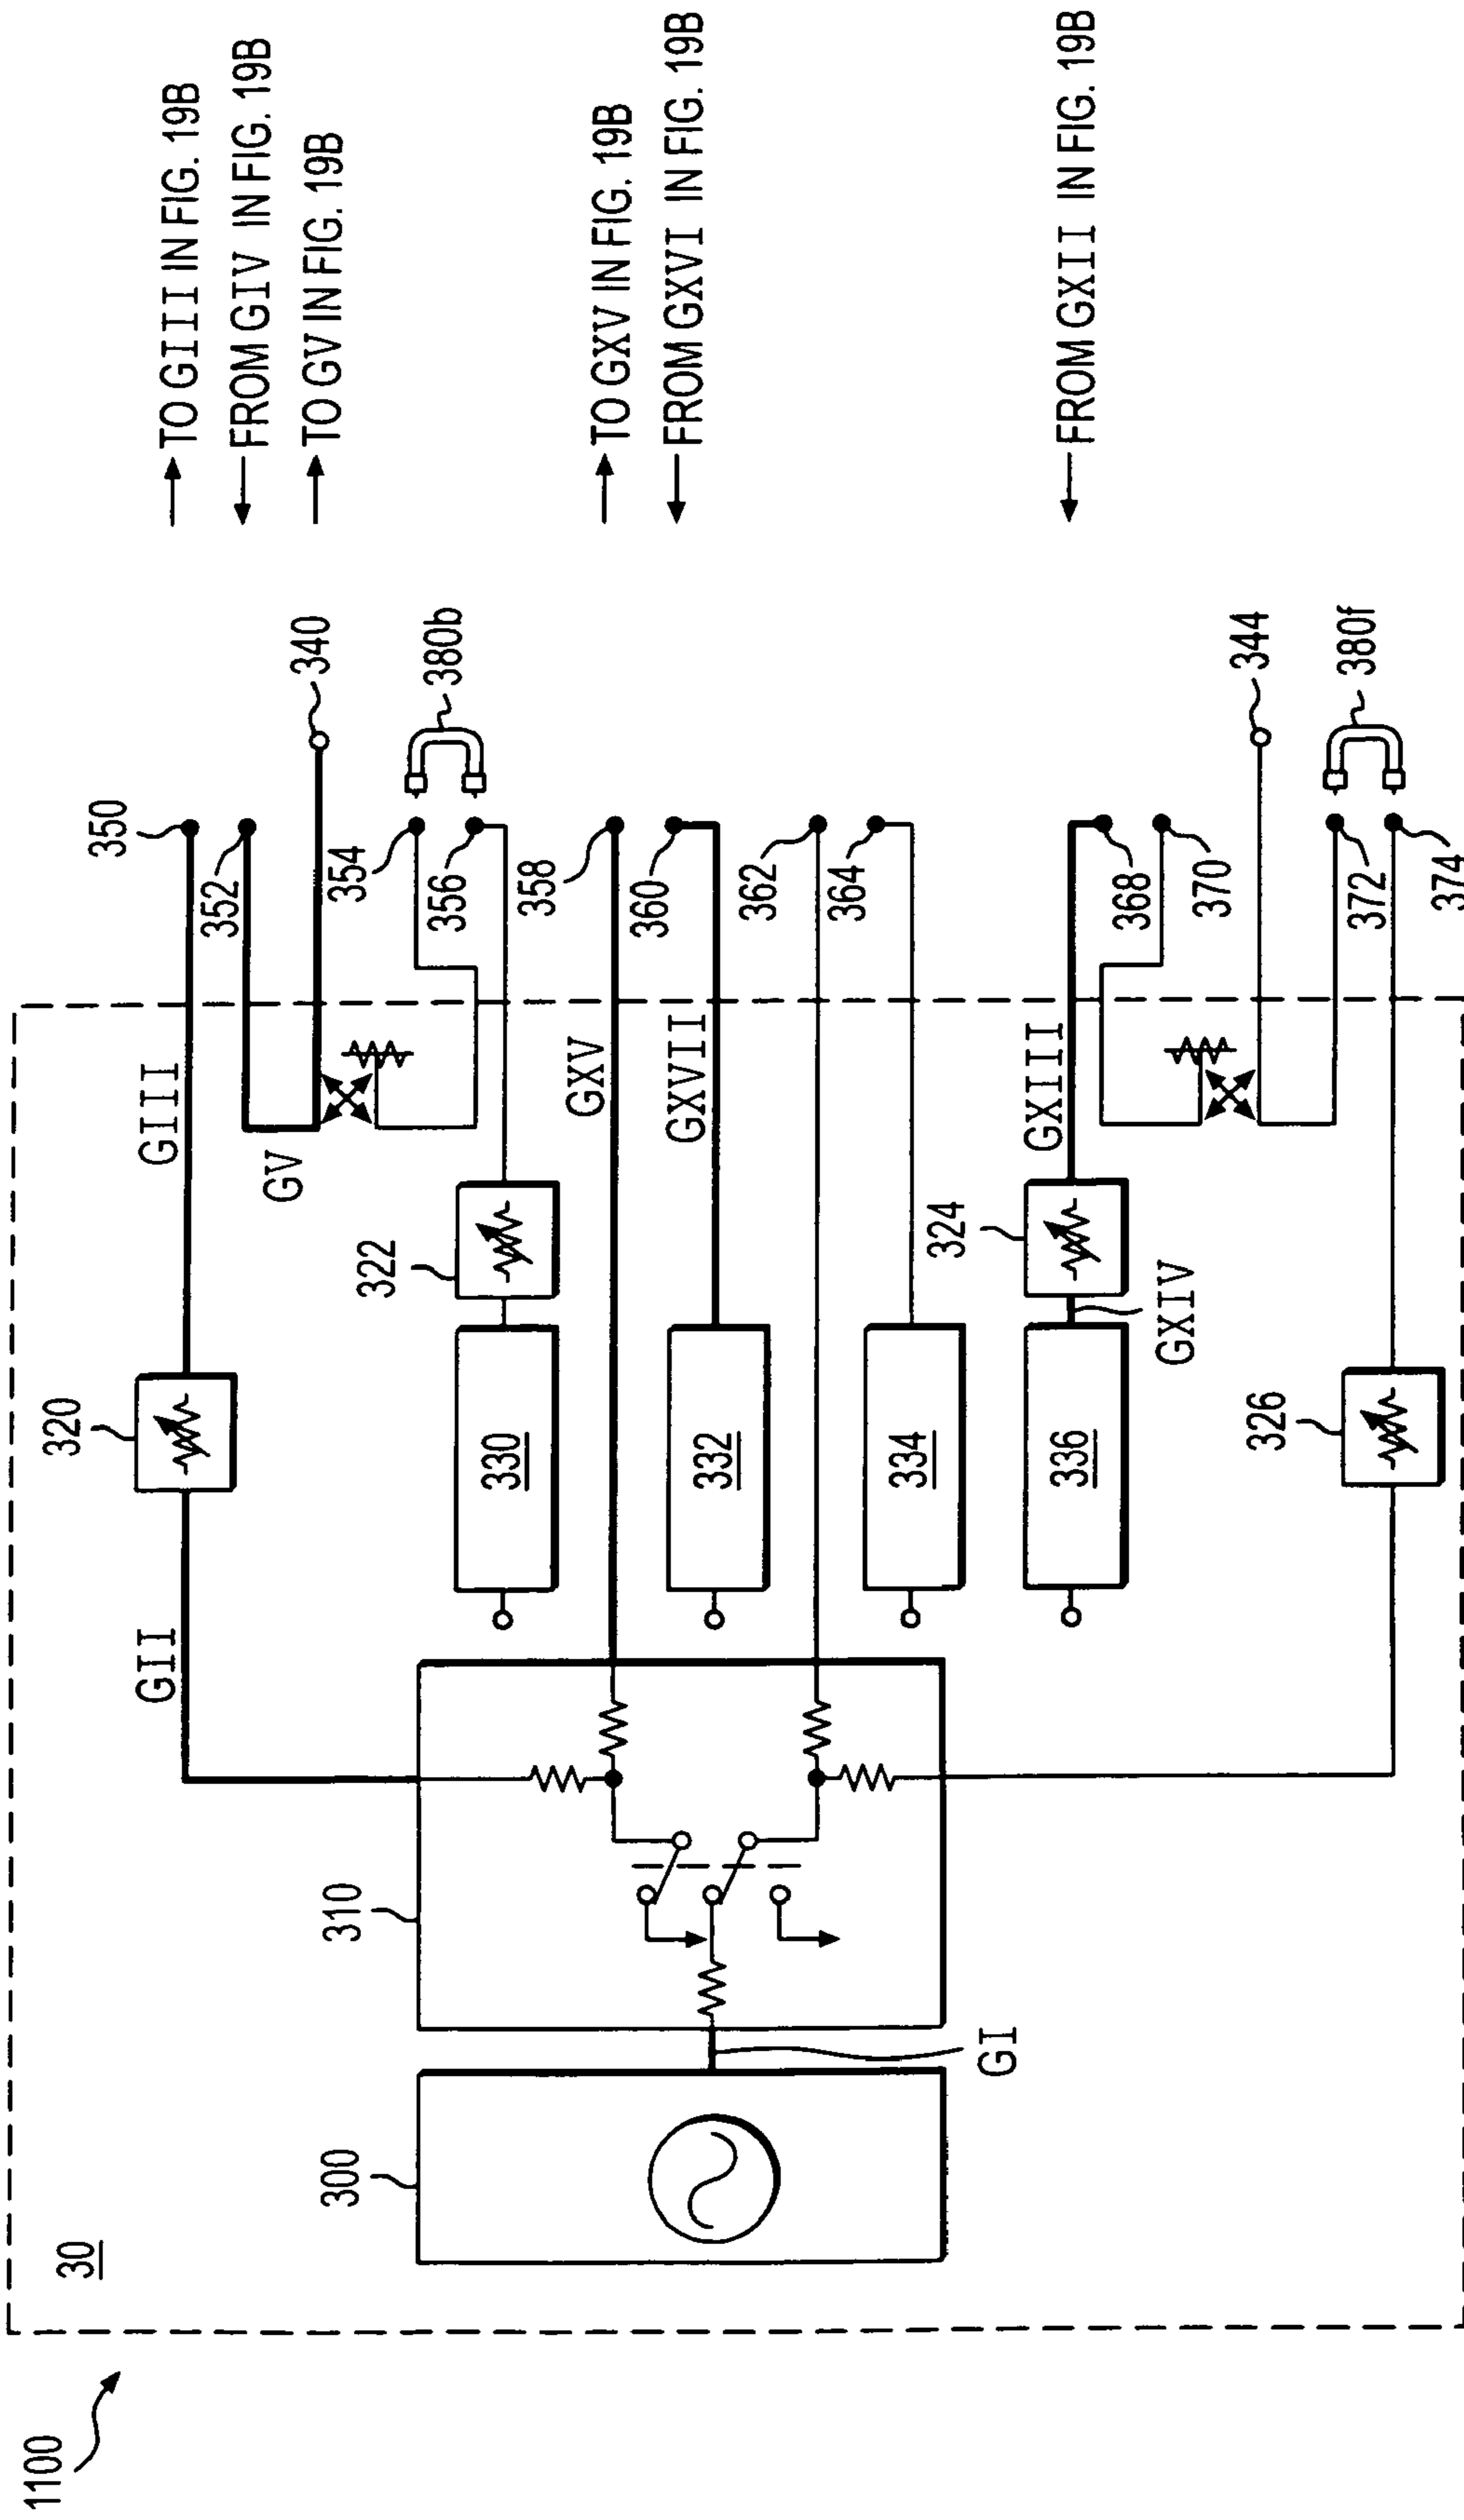 1100
30
300
310
GI
GII
320
GIII
350
352
GV
340
354
356
380b
322
330
358
GXV
360
GXVII
332
362
364
334
324
336
GXIII
GXIV
368
370
344
372
374
380f
326
TO GIII IN FIG. 19B
FROM GIV IN FIG. 19B
TO GV IN FIG. 19B
TO GXV IN FIG. 19B
FROM GXVI IN FIG. 19B
FROM GXII IN FIG. 19B